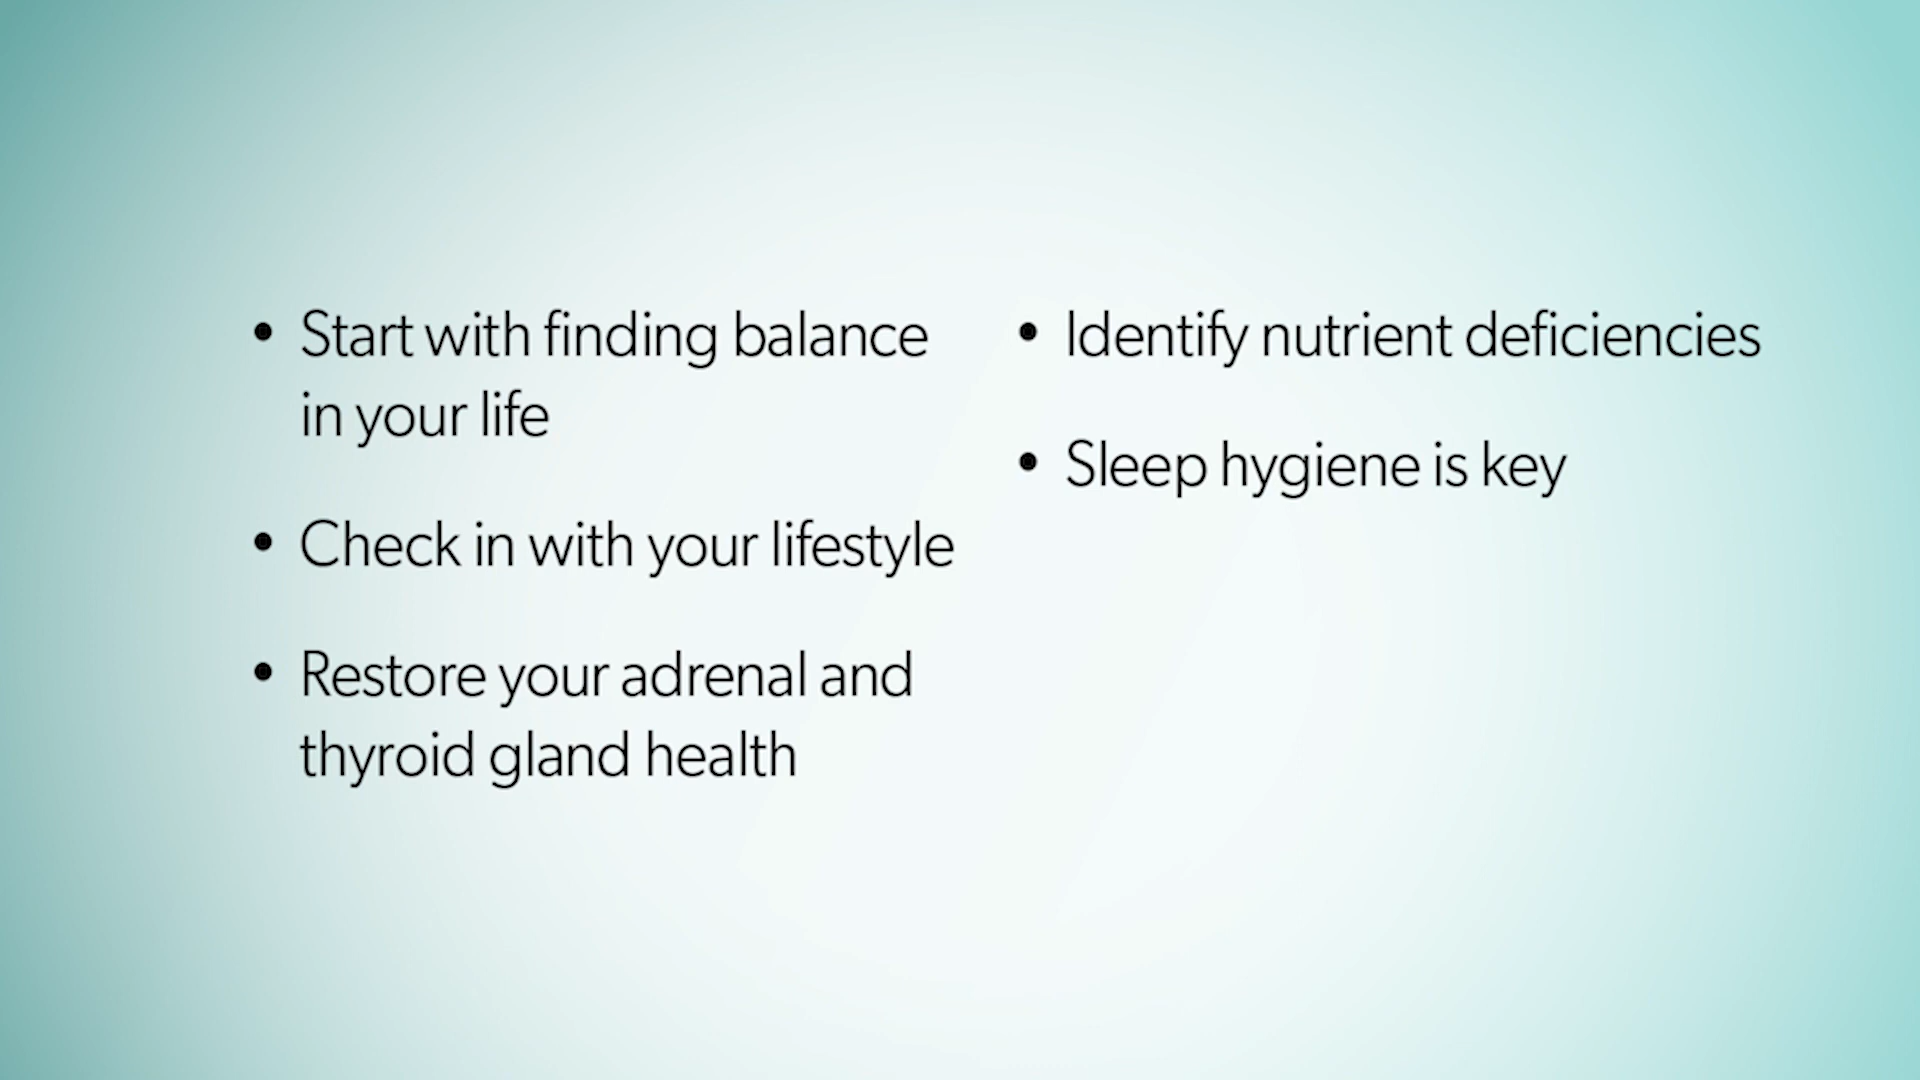 • Start with finding balance
in your life
• Check in with your lifestyle
• Restore your adrenal and
thyroid gland health
• Identify nutrient deficiencies
• Sleep hygiene is key